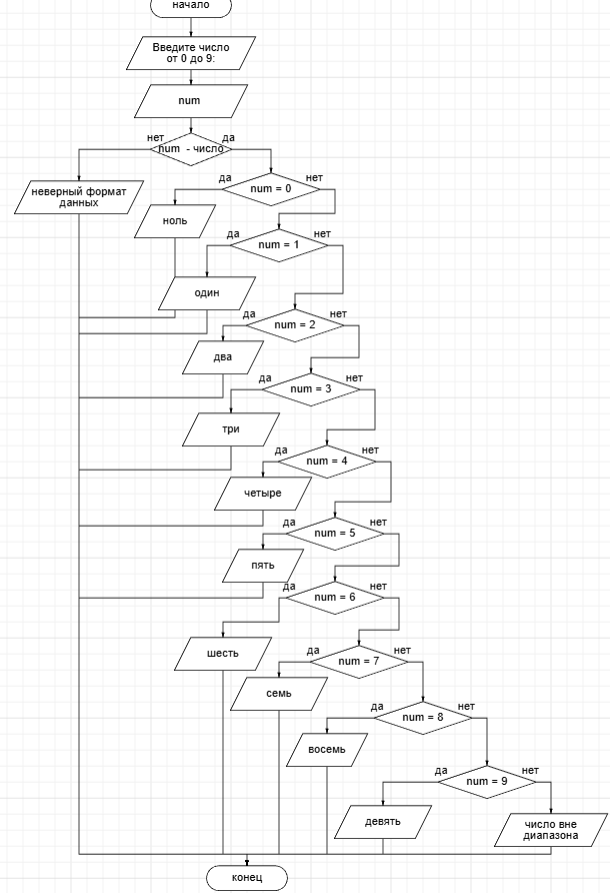 начало
Введите число
от 0 до 9:
num
нет
да
num - число
неверный формат
данных
да
нет
num = 0
ноль
да
нет
num = 1
один
да
нет
num = 2
два
да
нет
num = 3
три
да
нет
num = 4
четыре
да
нет
num = 5
пять
да
нет
num = 6
шесть
да
нет
num = 7
семь
да
нет
num = 8
восемь
да
нет
num = 9
девять
число вне
диапазона
конец